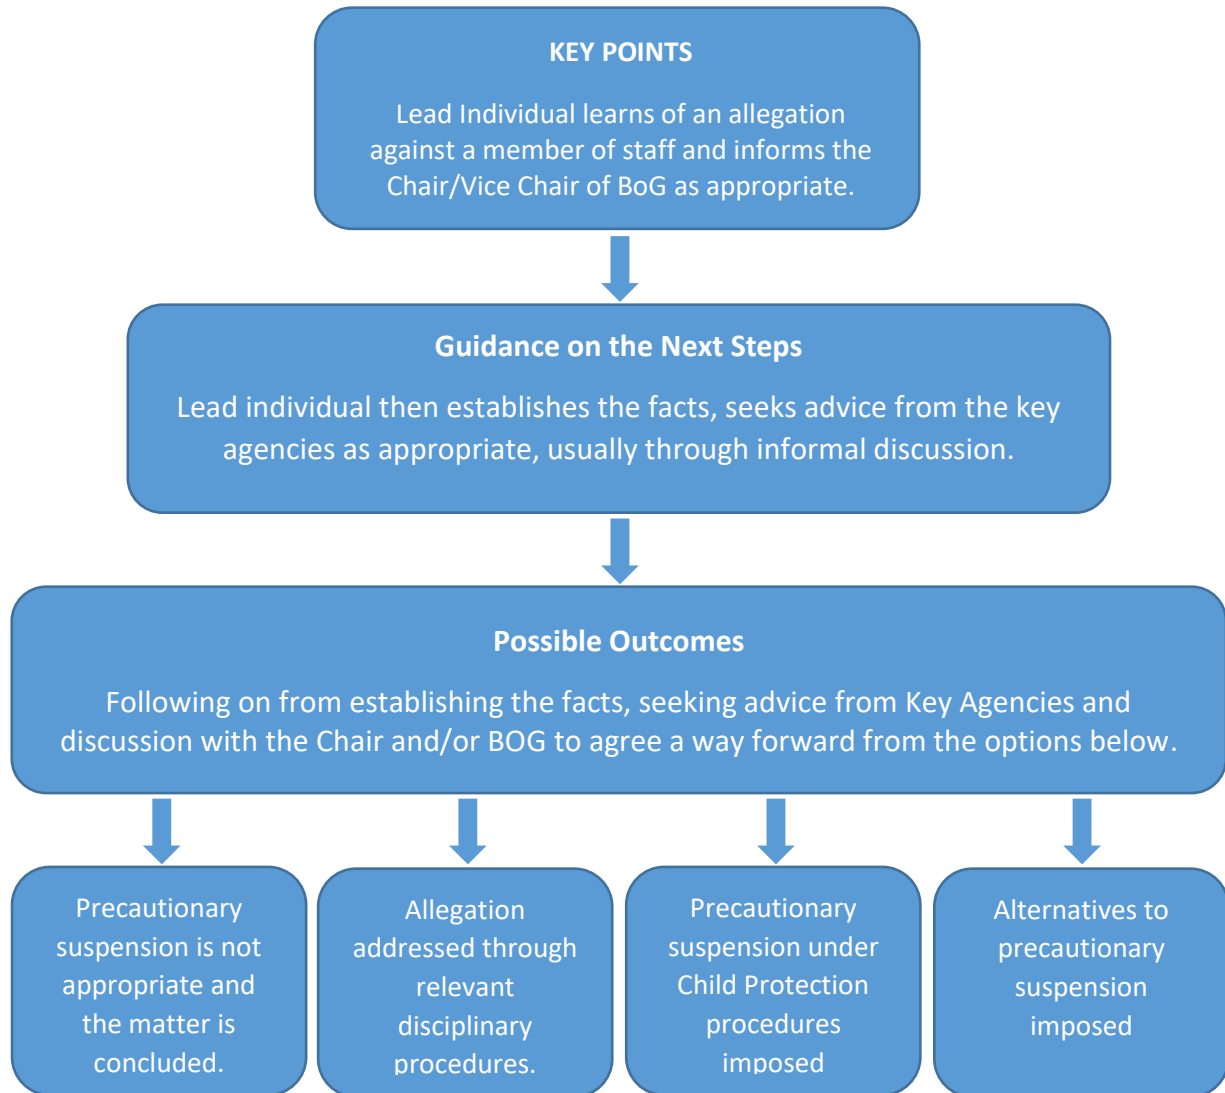 KEY POINTS
Lead Individual learns of an allegation
against a member of staff and informs the
Chair/Vice Chair of BoG as appropriate.
Guidance on the Next Steps
Lead individual then establishes the facts, seeks advice from the key
agencies as appropriate, usually through informal discussion.
Possible Outcomes
Following on from establishing the facts, seeking advice from Key Agencies and
discussion with the Chair and/or BOG to agree a way forward from the options below.
Precautionary
suspension is not
appropriate and
the matter is
concluded.
Allegation
addressed through
relevant
disciplinary
procedures.
Precautionary
suspension under
Child Protection
procedures
imposed
Alternatives to
precautionary
suspension
imposed